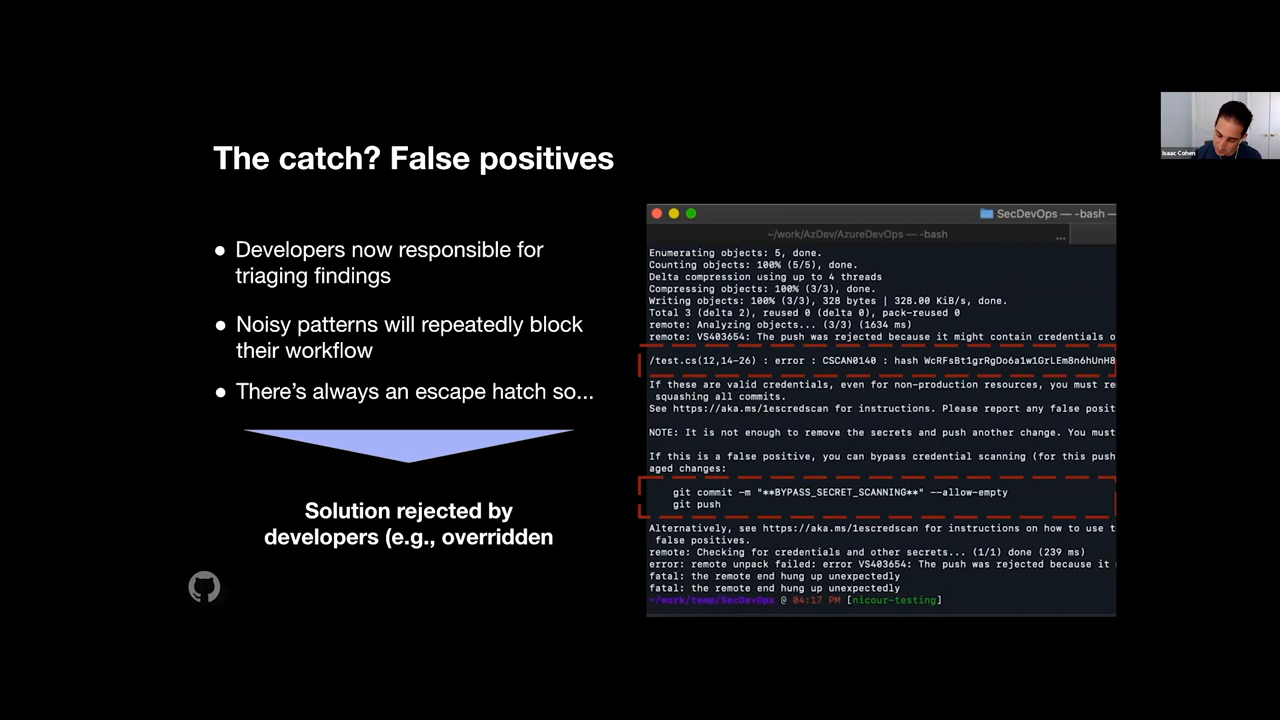 The catch? False positives
● Developers now responsible for
triaging findings
● Noisy patterns will repeatedly block
their workflow
● There's always an escape hatch so...
Solution rejected by
developers (e.g., overridden
SecDevOps — -bash —
~/work/AzDev/AzureDevOps — -bash
...
Enumerating objects: 5, done.
Counting objects: 100% (5/5), done.
Delta compression using up to 4 threads
Compressing objects: 100% (3/3), done.
Writing objects: 100% (3/3), 328 bytes | 328.00 KiB/s, done.
Total 3 (delta 2), reused 0 (delta 0), pack-reused 0
remote: Analyzing objects... (3/3) (1634 ms)
remote: VS403654: The push was rejected because it might contain credentials o
/test.cs(12,14-26) : error : CSCAN0140 : hash WcRFsBt1grRgDo6a1w1GrLEm8n6hUnH8
If these are valid credentials, even for non-production resources, you must re
squashing all commits.
See https://aka.ms/1escredscan for instructions. Please report any false posit
NOTE: It is not enough to remove the secrets and push another change. You must
If this is a false positive, you can bypass credential scanning (for this push
aged changes:
git commit -m "**BYPASS_SECRET_SCANNING**" --allow-empty
git push
Alternatively, see https://aka.ms/1escredscan for instructions on how to use t
false positives.
remote: Checking for credentials and other secrets... (1/1) done (239 ms)
error: remote unpack failed: error VS403654: The push was rejected because it
fatal: the remote end hung up unexpectedly
fatal: the remote end hung up unexpectedly
~/work/temp/SecDevOps @ 04:17 PM [nicour-testing]
Isaac Cohen